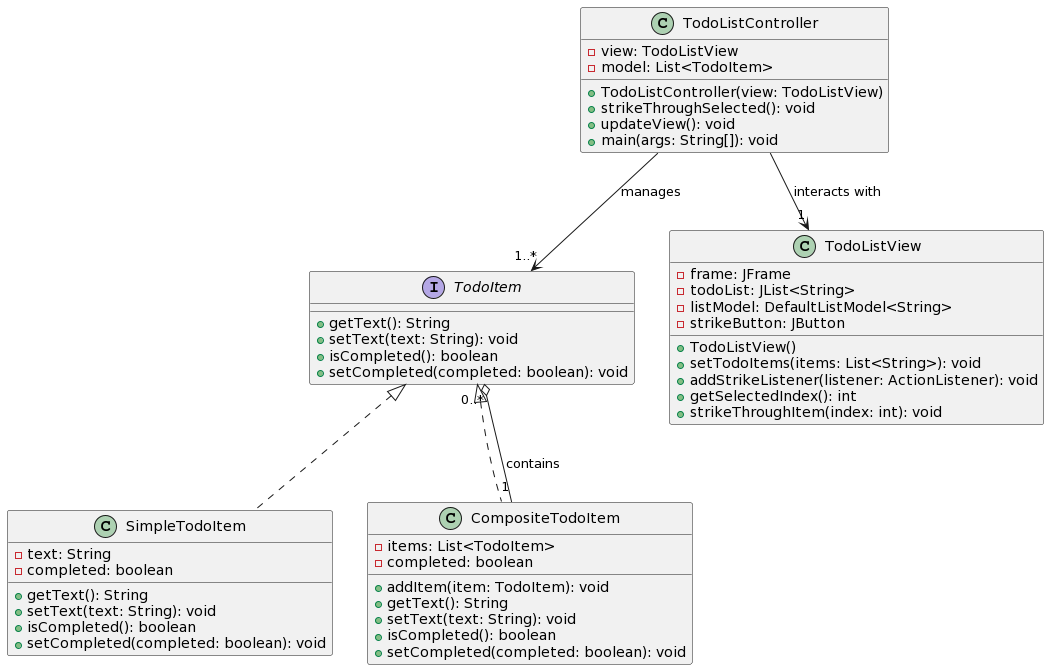 C TodoListController
view: TodoListView
model: List<TodoItem>
TodoListController(view: TodoListView)
strikeThroughSelected(): void
updateView(): void
main(args: String[]): void
manages
interacts with
1
1..*
C TodoListView
frame: JFrame
todoList: JList<String>
listModel: DefaultListModel<String>
strikeButton: JButton
TodoListView()
setTodoItems(items: List<String>): void
addStrikeListener(listener: ActionListener): void
getSelectedIndex(): int
strikeThroughItem(index: int): void
I TodoItem
getText(): String
setText(text: String): void
isCompleted(): boolean
setCompleted(completed: boolean): void
0..*
contains
1
C SimpleTodoItem
text: String
completed: boolean
getText(): String
setText(text: String): void
isCompleted(): boolean
setCompleted(completed: boolean): void
C CompositeTodoItem
items: List<TodoItem>
completed: boolean
addItem(item: TodoItem): void
getText(): String
setText(text: String): void
isCompleted(): boolean
setCompleted(completed: boolean): void